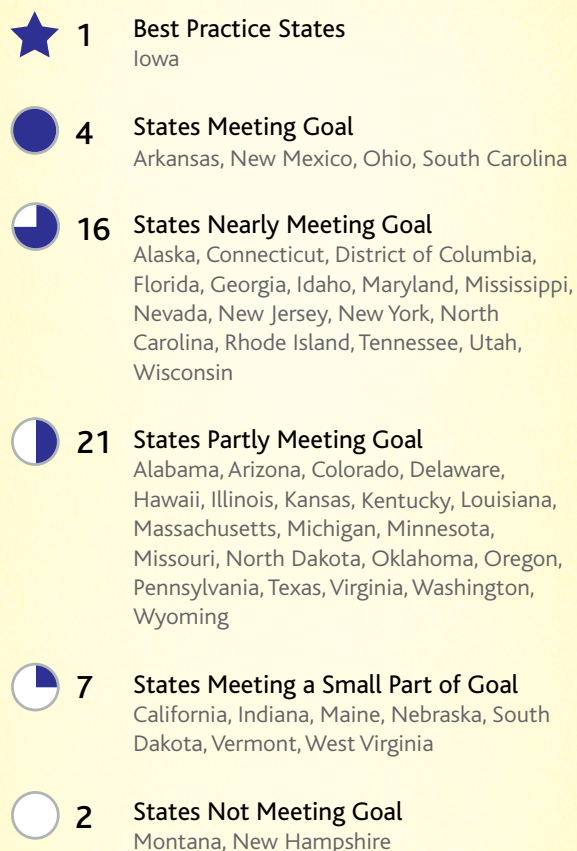 1 Best Practice States
Iowa
4 States Meeting Goal
Arkansas, New Mexico, Ohio, South Carolina
16 States Nearly Meeting Goal
Alaska, Connecticut, District of Columbia,
Florida, Georgia, Idaho, Maryland, Mississippi,
Nevada, New Jersey, New York, North
Carolina, Rhode Island, Tennessee, Utah,
Wisconsin
21 States Partly Meeting Goal
Alabama, Arizona, Colorado, Delaware,
Hawaii, Illinois, Kansas, Kentucky, Louisiana,
Massachusetts, Michigan, Minnesota,
Missouri, North Dakota, Oklahoma, Oregon,
Pennsylvania, Texas, Virginia, Washington,
Wyoming
7 States Meeting a Small Part of Goal
California, Indiana, Maine, Nebraska, South
Dakota, Vermont, West Virginia
2 States Not Meeting Goal
Montana, New Hampshire